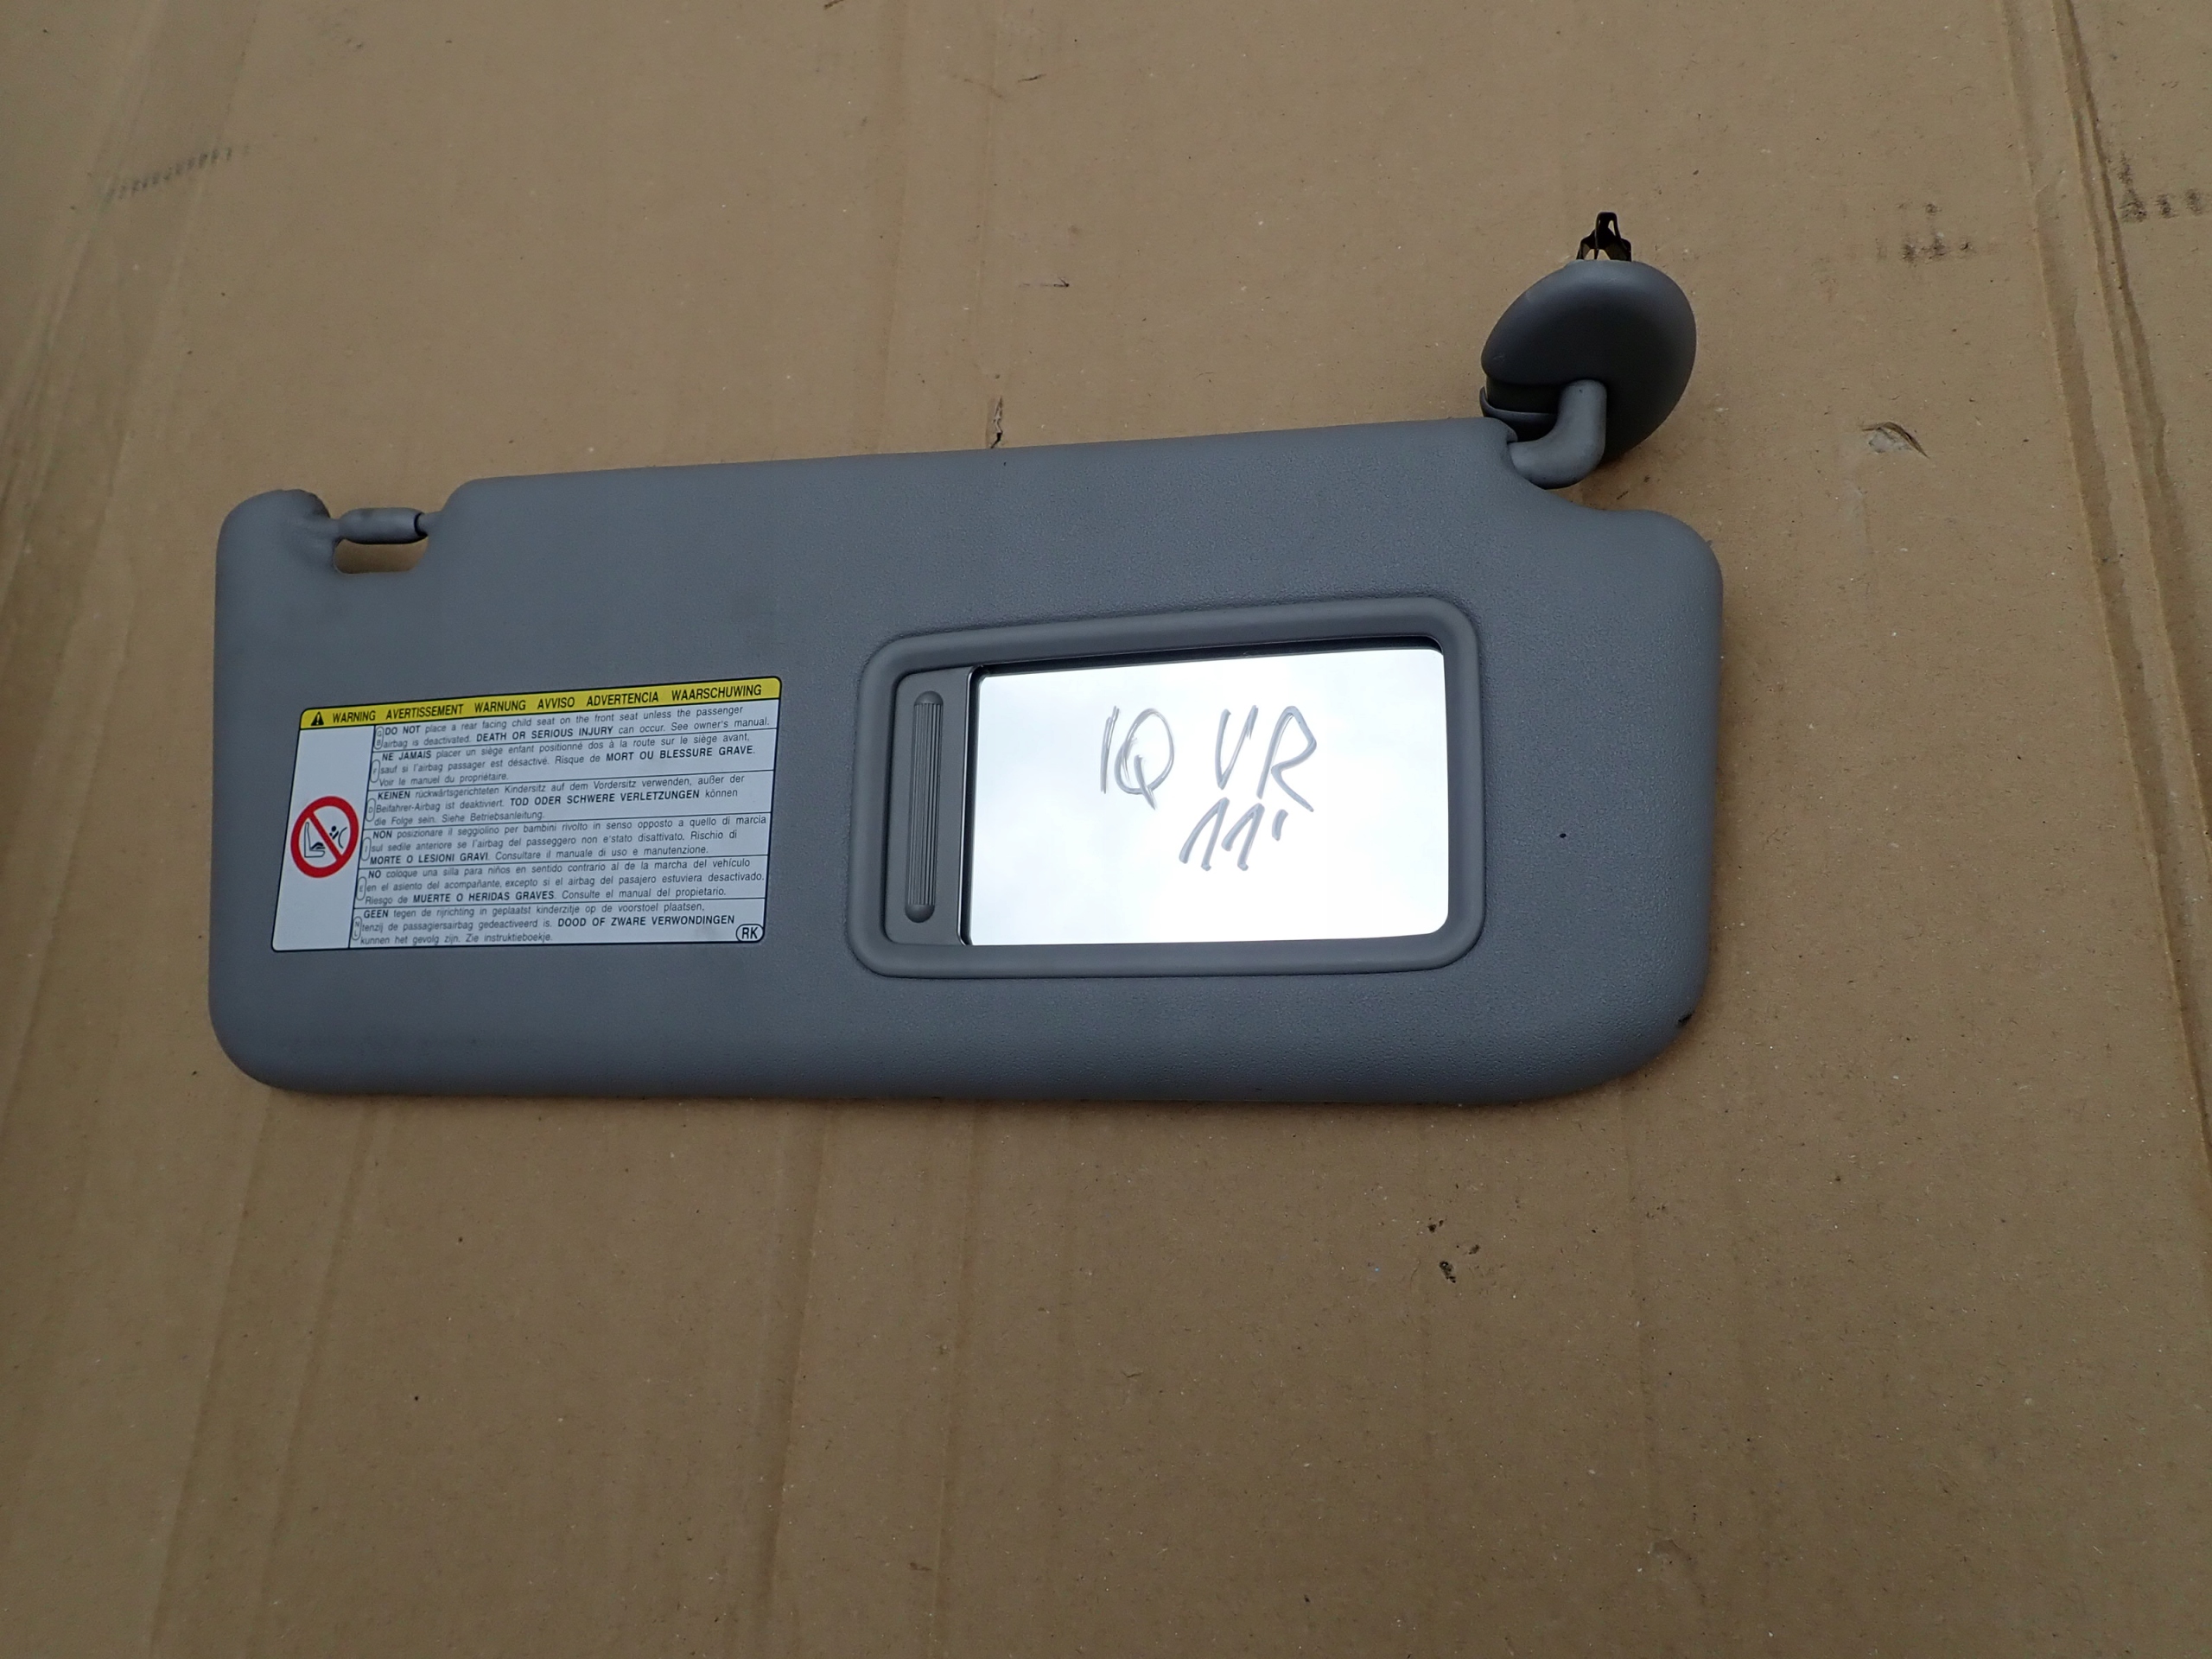 WARNING AVERTISSEMENT WARNUNG AVVISO ADVERTENCIA WAARSCHUWING
GB DO NOT place a rear facing child seat on the front seat unless the passenger
airbag is deactivated. DEATH OR SERIOUS INJURY can occur. See owner's manual.
F NE JAMAIS placer un siège enfant positionné dos à la route sur le siège avant,
sauf si l'airbag passager est désactivé. Risque de MORT OU BLESSURE GRAVE.
Voir le manuel du propriétaire.
D KEINEN rückwärtsgerichteten Kindersitz auf dem Vordersitz verwenden, außer der
Beifahrer-Airbag ist deaktiviert. TOD ODER SCHWERE VERLETZUNGEN können
die Folge sein. Siehe Betriebsanleitung.
I NON posizionare il seggiolino per bambini rivolto in senso opposto a quello di marcia
sul sedile anteriore se l'airbag del passeggero non e'stato disattivato. Rischio di
MORTE O LESIONI GRAVI. Consultare il manuale di uso e manutenzione.
E NO coloque una silla para niños en sentido contrario al de la marcha del vehículo
en el asiento del acompañante, excepto si el airbag del pasajero estuviera desactivado.
Riesgo de MUERTE O HERIDAS GRAVES. Consulte el manual del propietario.
NL GEEN tegen de rijrichting in geplaatst kinderzitje op de voorstoel plaatsen,
tenzij de passagiersairbag gedeactiveerd is. DOOD OF ZWARE VERWONDINGEN
kunnen het gevolg zijn. Zie instruktieboekje.
RK
IQ VR
11'